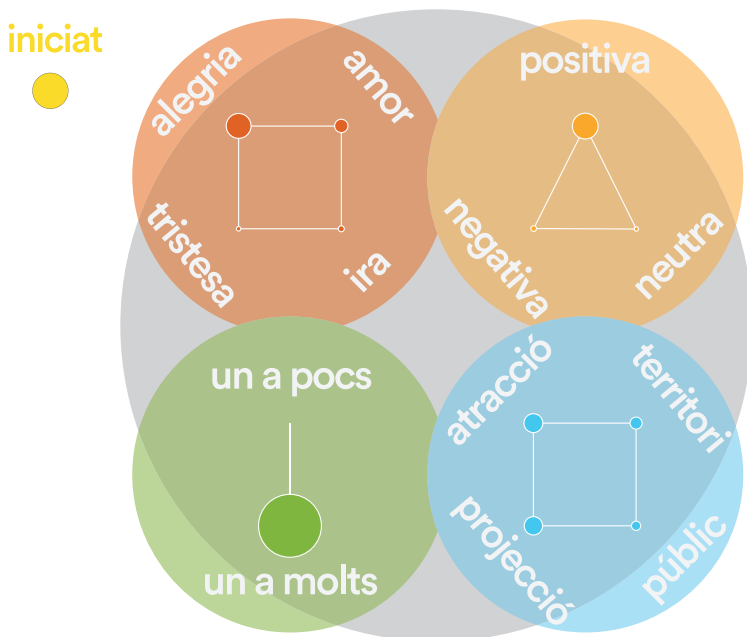 iniciat
alegria
amor
tristesa
ira
positiva
negativa
neutra
un a pocs
un a molts
atracció
territori
projecció
públic